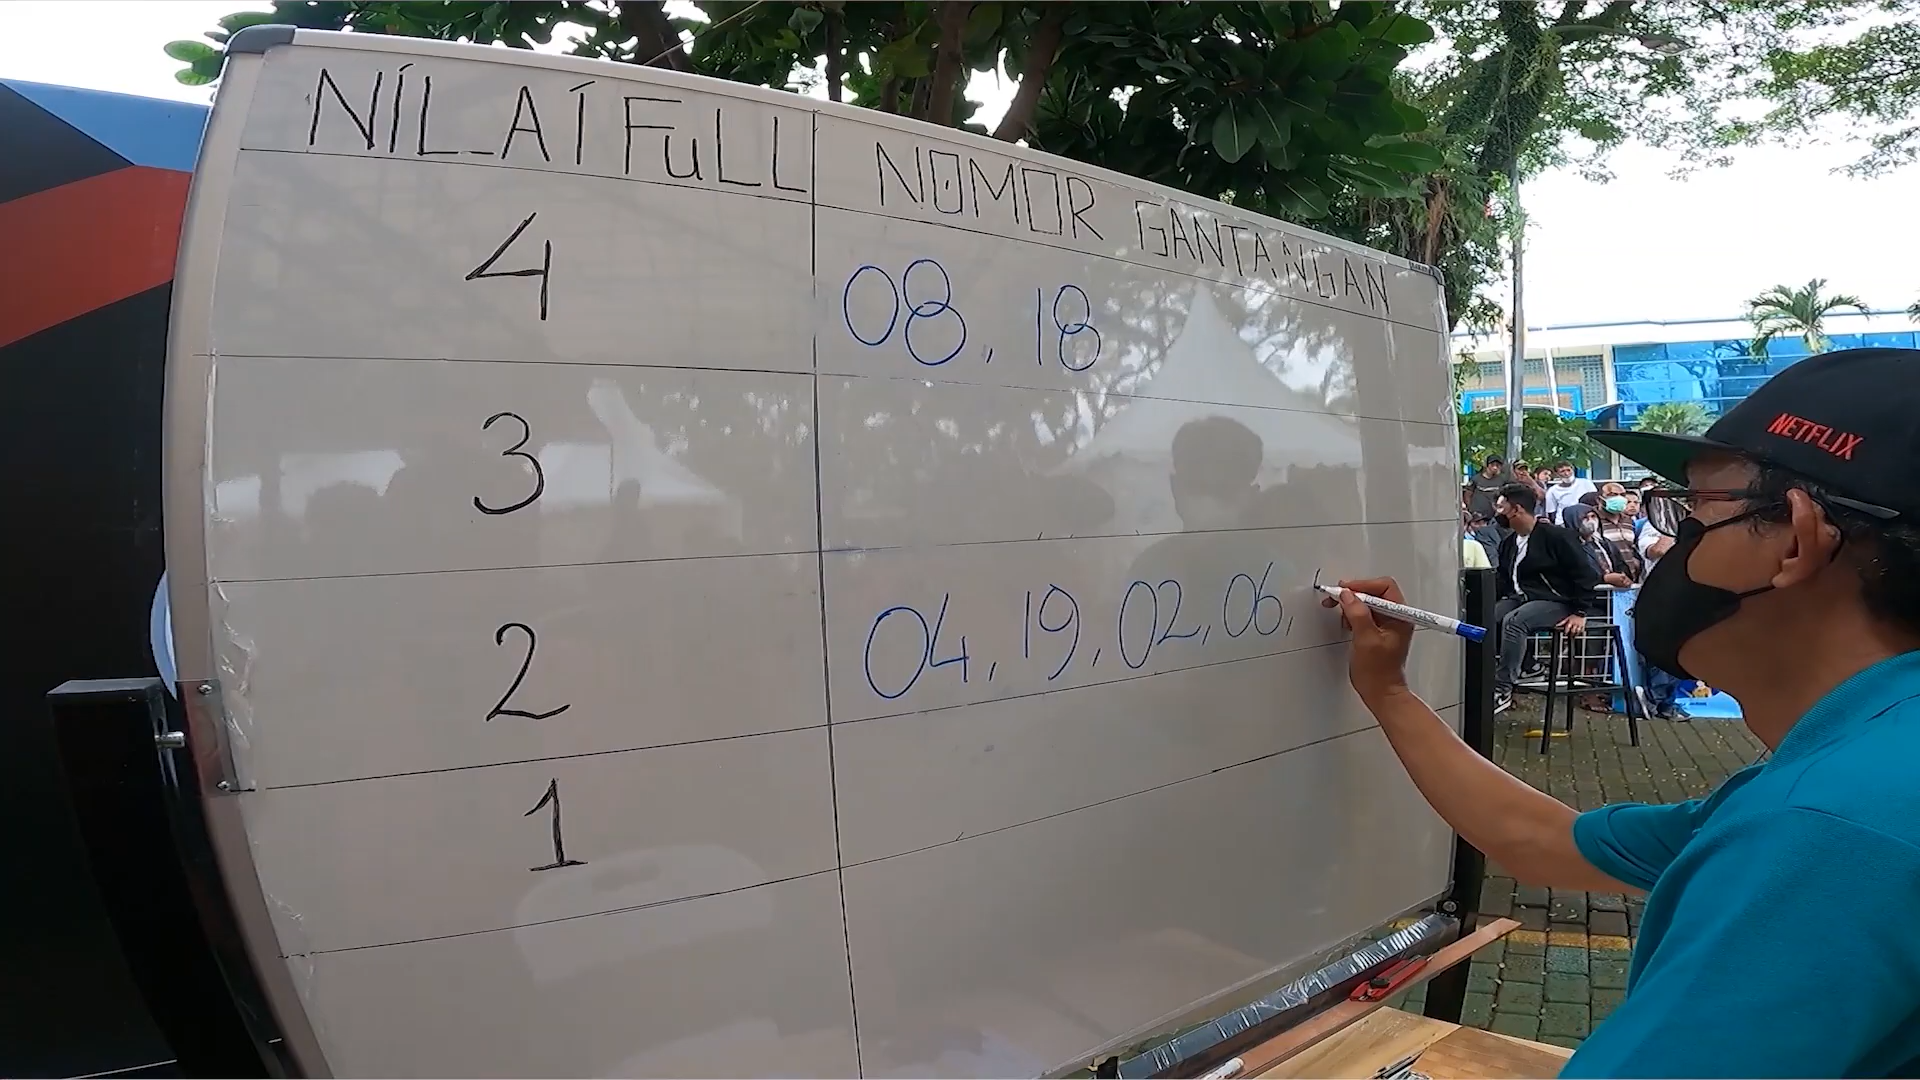 NILAI FuLL NOMOR GANTANGAN
4 08, 18
3
2 04, 19, 02, 06,
1
NETFLIX